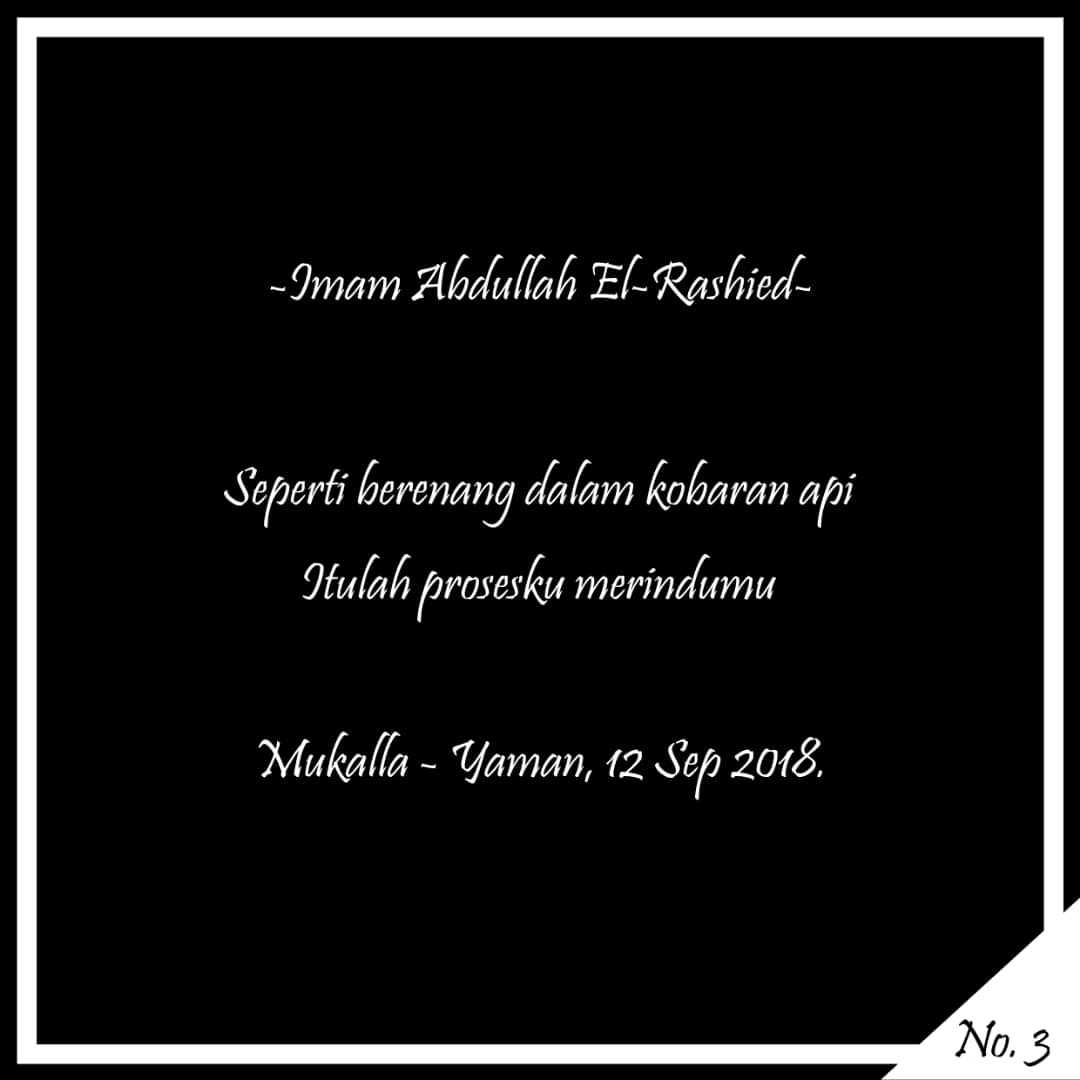 -Imam Abdullah El-Rashied-
Seperti berenang dalam kobaran api
Itulah prosesku merindumu
Mukalla - Yaman, 12 Sep 2018.
No. 3